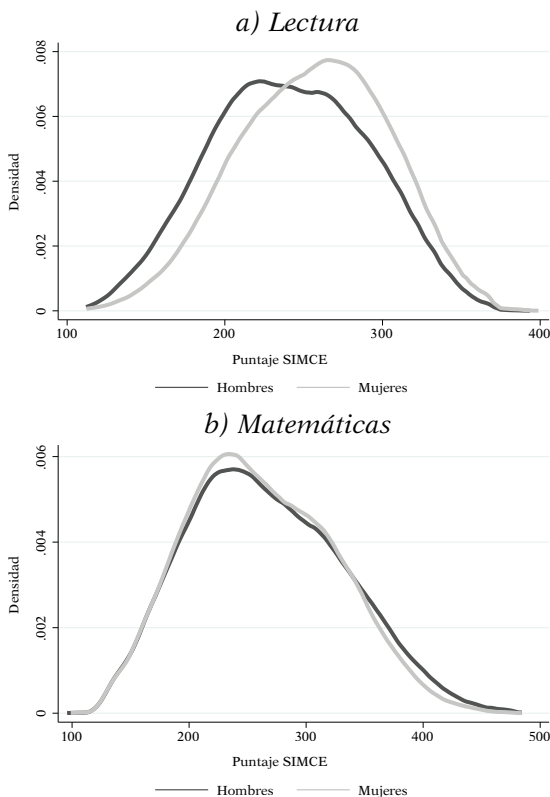 a) Lectura
.008
.006
.004
.002
0
Densidad
100 200 300 400
Puntaje SIMCE
Hombres Mujeres
b) Matemáticas
.006
.004
.002
0
Densidad
100 200 300 400 500
Puntaje SIMCE
Hombres Mujeres